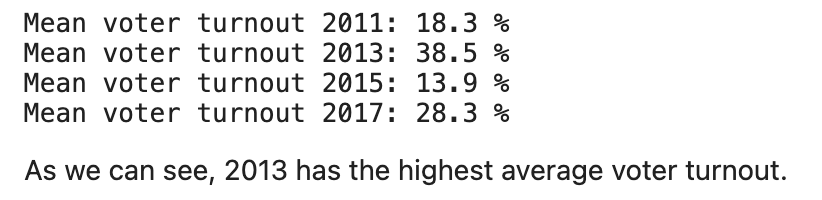 Mean voter turnout 2011: 18.3 %
Mean voter turnout 2013: 38.5 %
Mean voter turnout 2015: 13.9 %
Mean voter turnout 2017: 28.3 %
As we can see, 2013 has the highest average voter turnout.